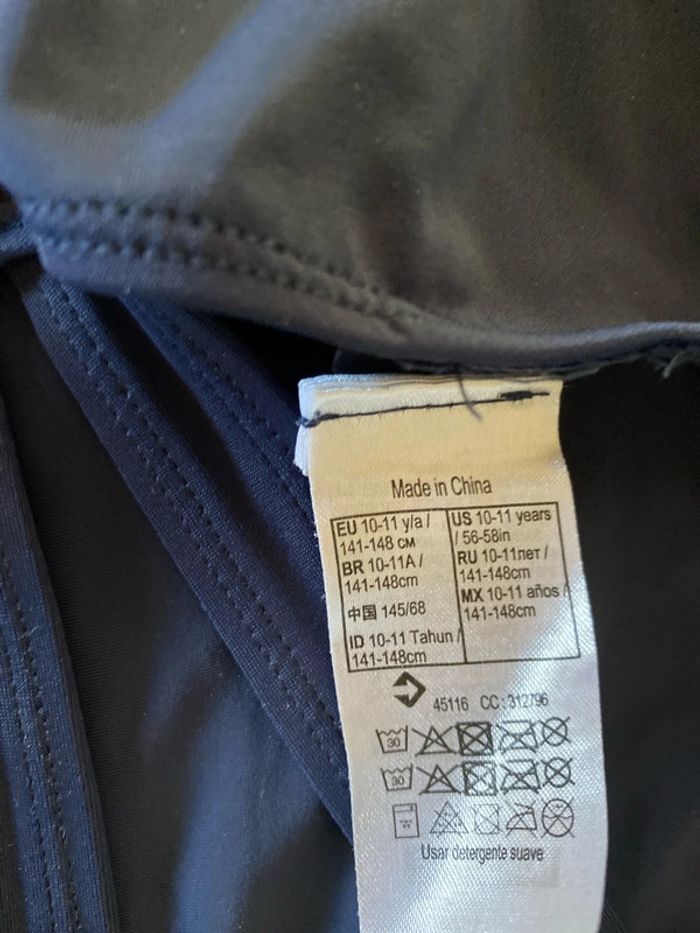 Made in China
EU 10-11 y/a /
141-148 см
BR 10-11A /
141-148cm
中国 145/68
ID 10-11 Tahun /
141-148cm
US 10-11 years
/ 56-58in
RU 10-11лет /
141-148cm
MX 10-11 años /
141-148cm
45116 CC:312796
30
30
Usar detergente suave